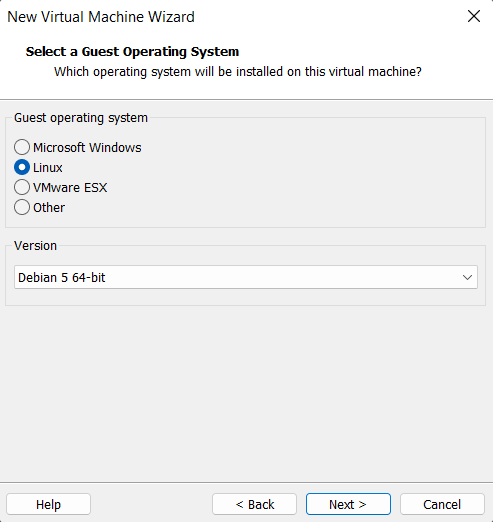 New Virtual Machine Wizard
Select a Guest Operating System
Which operating system will be installed on this virtual machine?
Guest operating system
Microsoft Windows
Linux
VMware ESX
Other
Version
Debian 5 64-bit
Help
< Back
Next >
Cancel